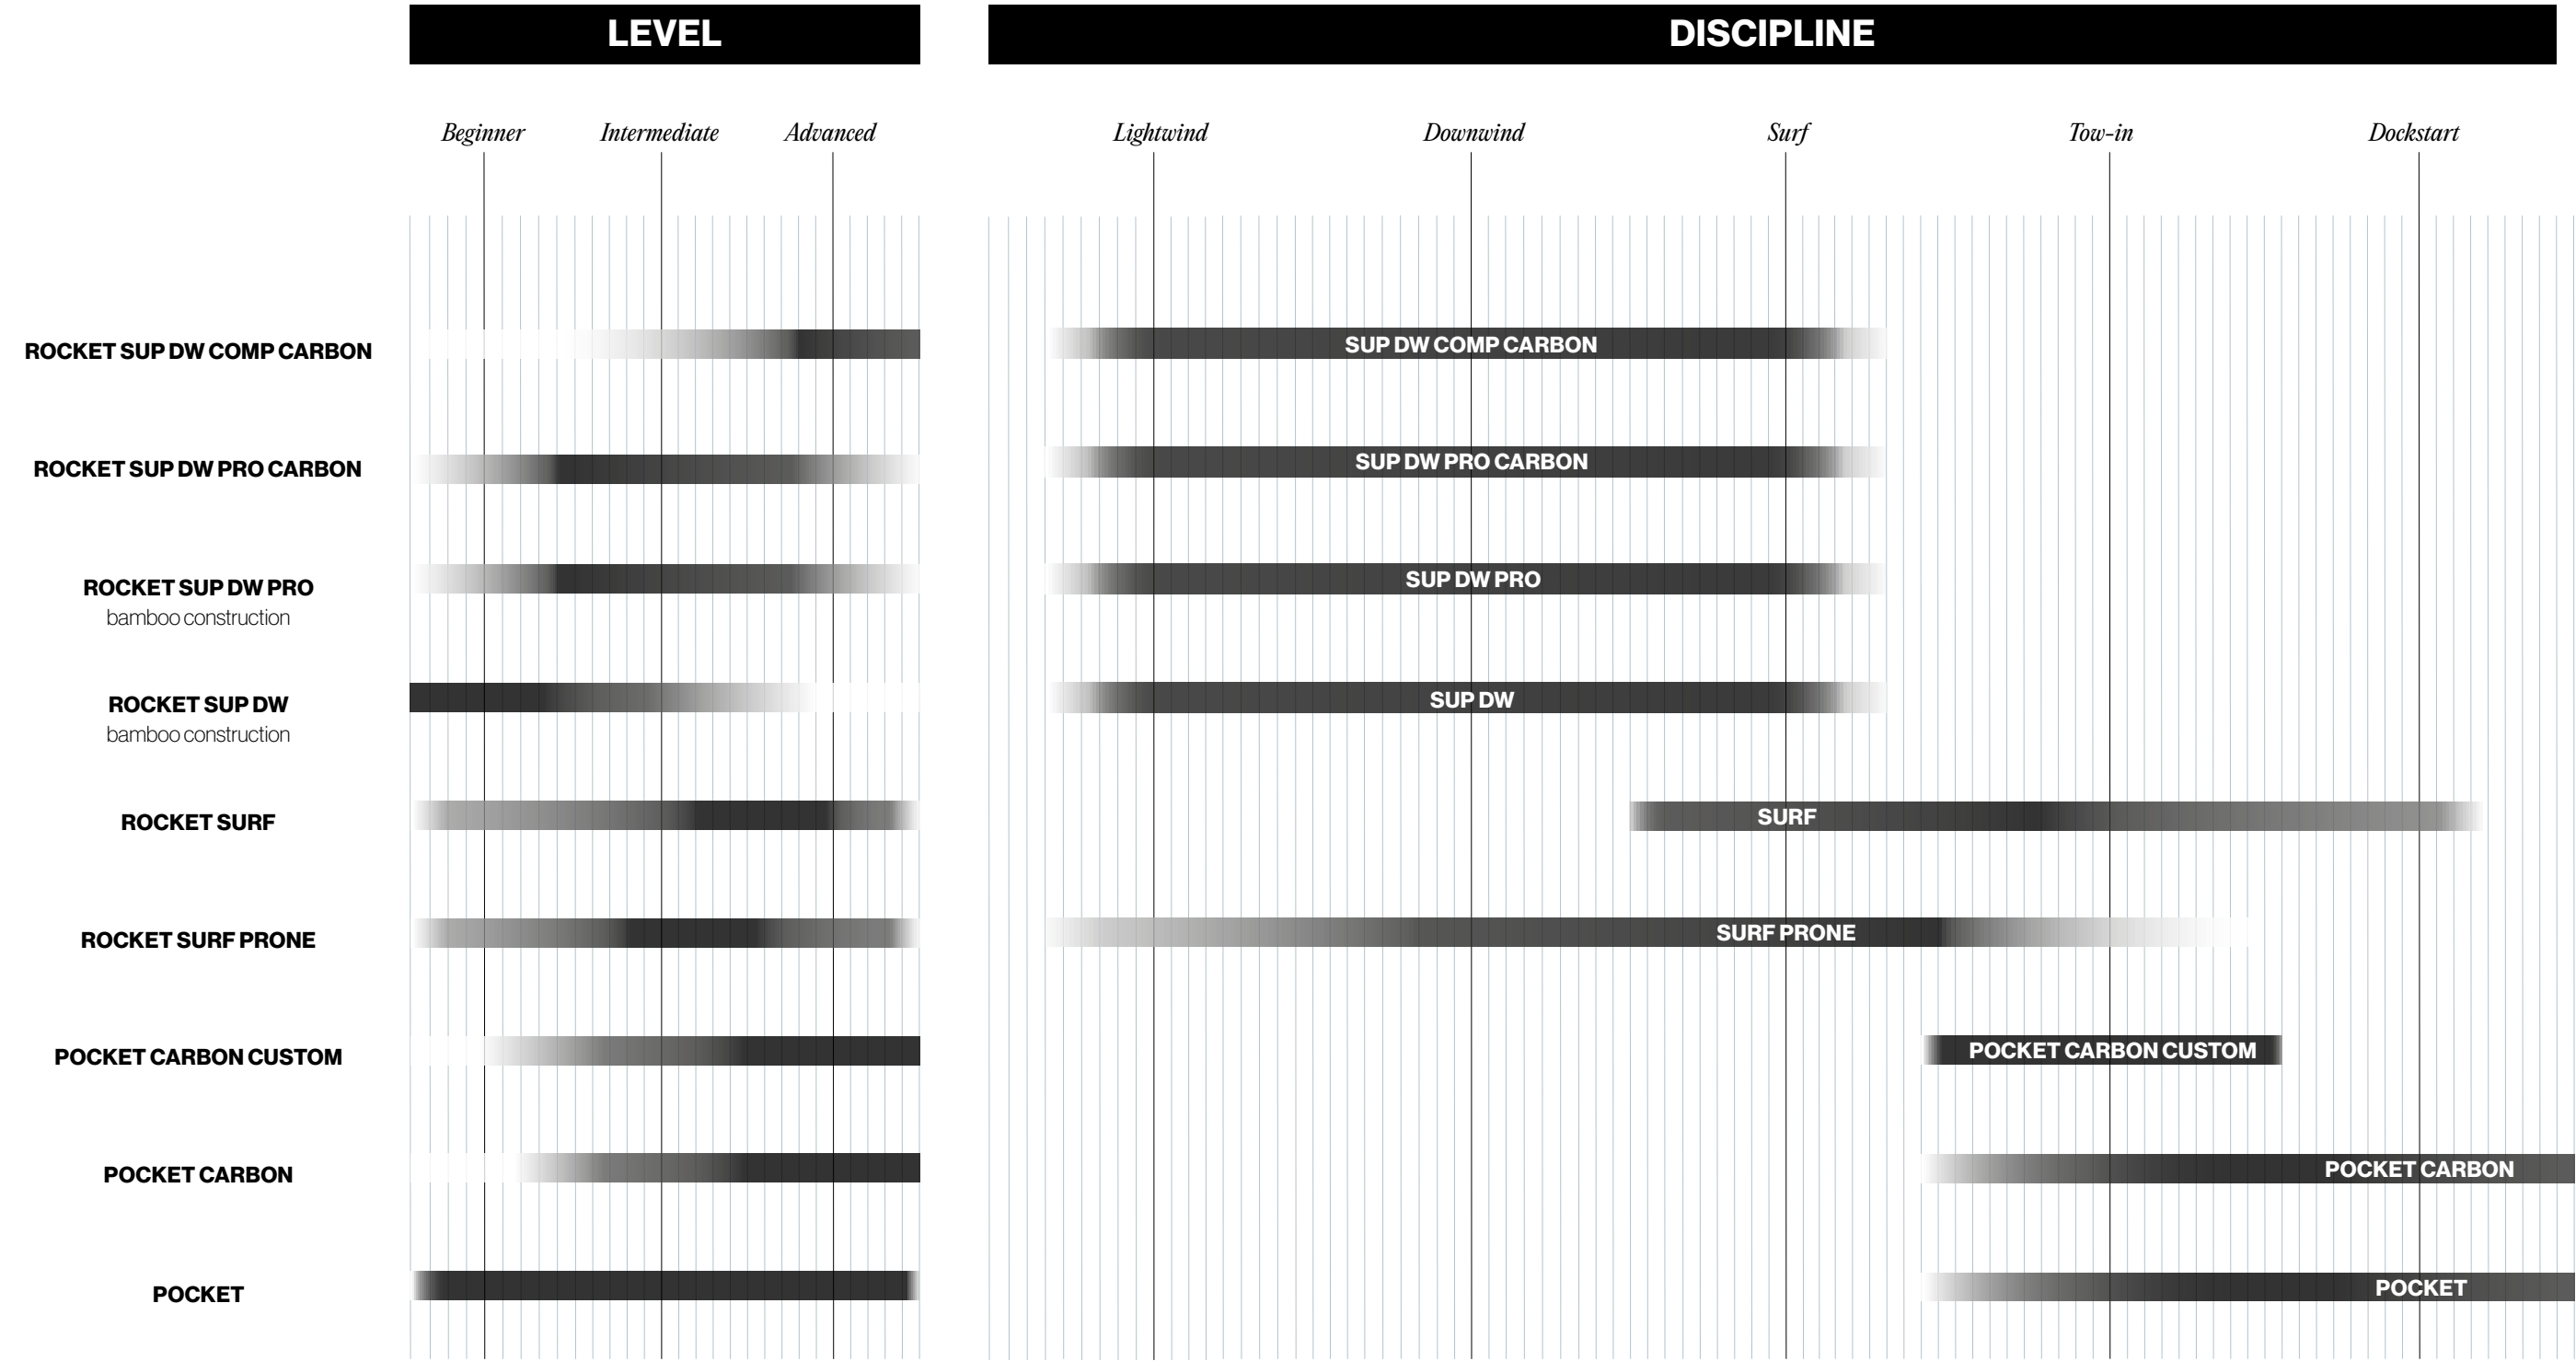 LEVEL
DISCIPLINE
Beginner
Intermediate
Advanced
Lightwind
Downwind
Surf
Tow-in
Dockstart
ROCKET SUP DW COMP CARBON
SUP DW COMP CARBON
ROCKET SUP DW PRO CARBON
SUP DW PRO CARBON
ROCKET SUP DW PRO
bamboo construction
SUP DW PRO
ROCKET SUP DW
bamboo construction
SUP DW
ROCKET SURF
SURF
ROCKET SURF PRONE
SURF PRONE
POCKET CARBON CUSTOM
POCKET CARBON CUSTOM
POCKET CARBON
POCKET CARBON
POCKET
POCKET